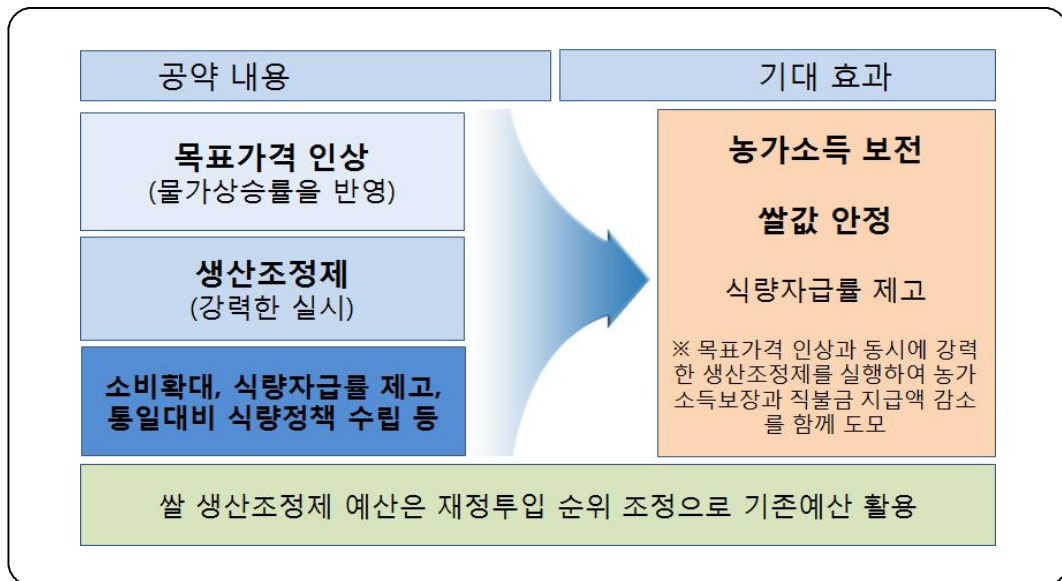 공약 내용
기대 효과
목표가격 인상
(물가상승률을 반영)
생산조정제
(강력한 실시)
소비확대, 식량자급률 제고,
통일대비 식량정책 수립 등
농가소득 보전
쌀값 안정
식량자급률 제고
※ 목표가격 인상과 동시에 강력
한 생산조정제를 실행하여 농가
소득보장과 직불금 지급액 감소
를 함께 도모
쌀 생산조정제 예산은 재정투입 순위 조정으로 기존예산 활용